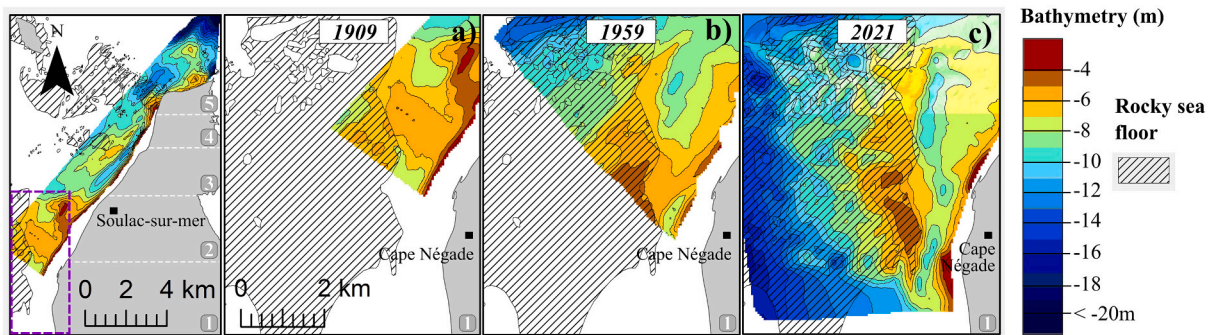 N
5
4
3
2
1
Soulac-sur-mer
0 2 4 km
1909
a)
Cape Négade
0 2 km
1
1959
b)
Cape Négade
1
2021
c)
Cape
Négade
1
Bathymetry (m)
-4
-6
-8
-10
-12
-14
-16
-18
< -20m
Rocky sea
floor